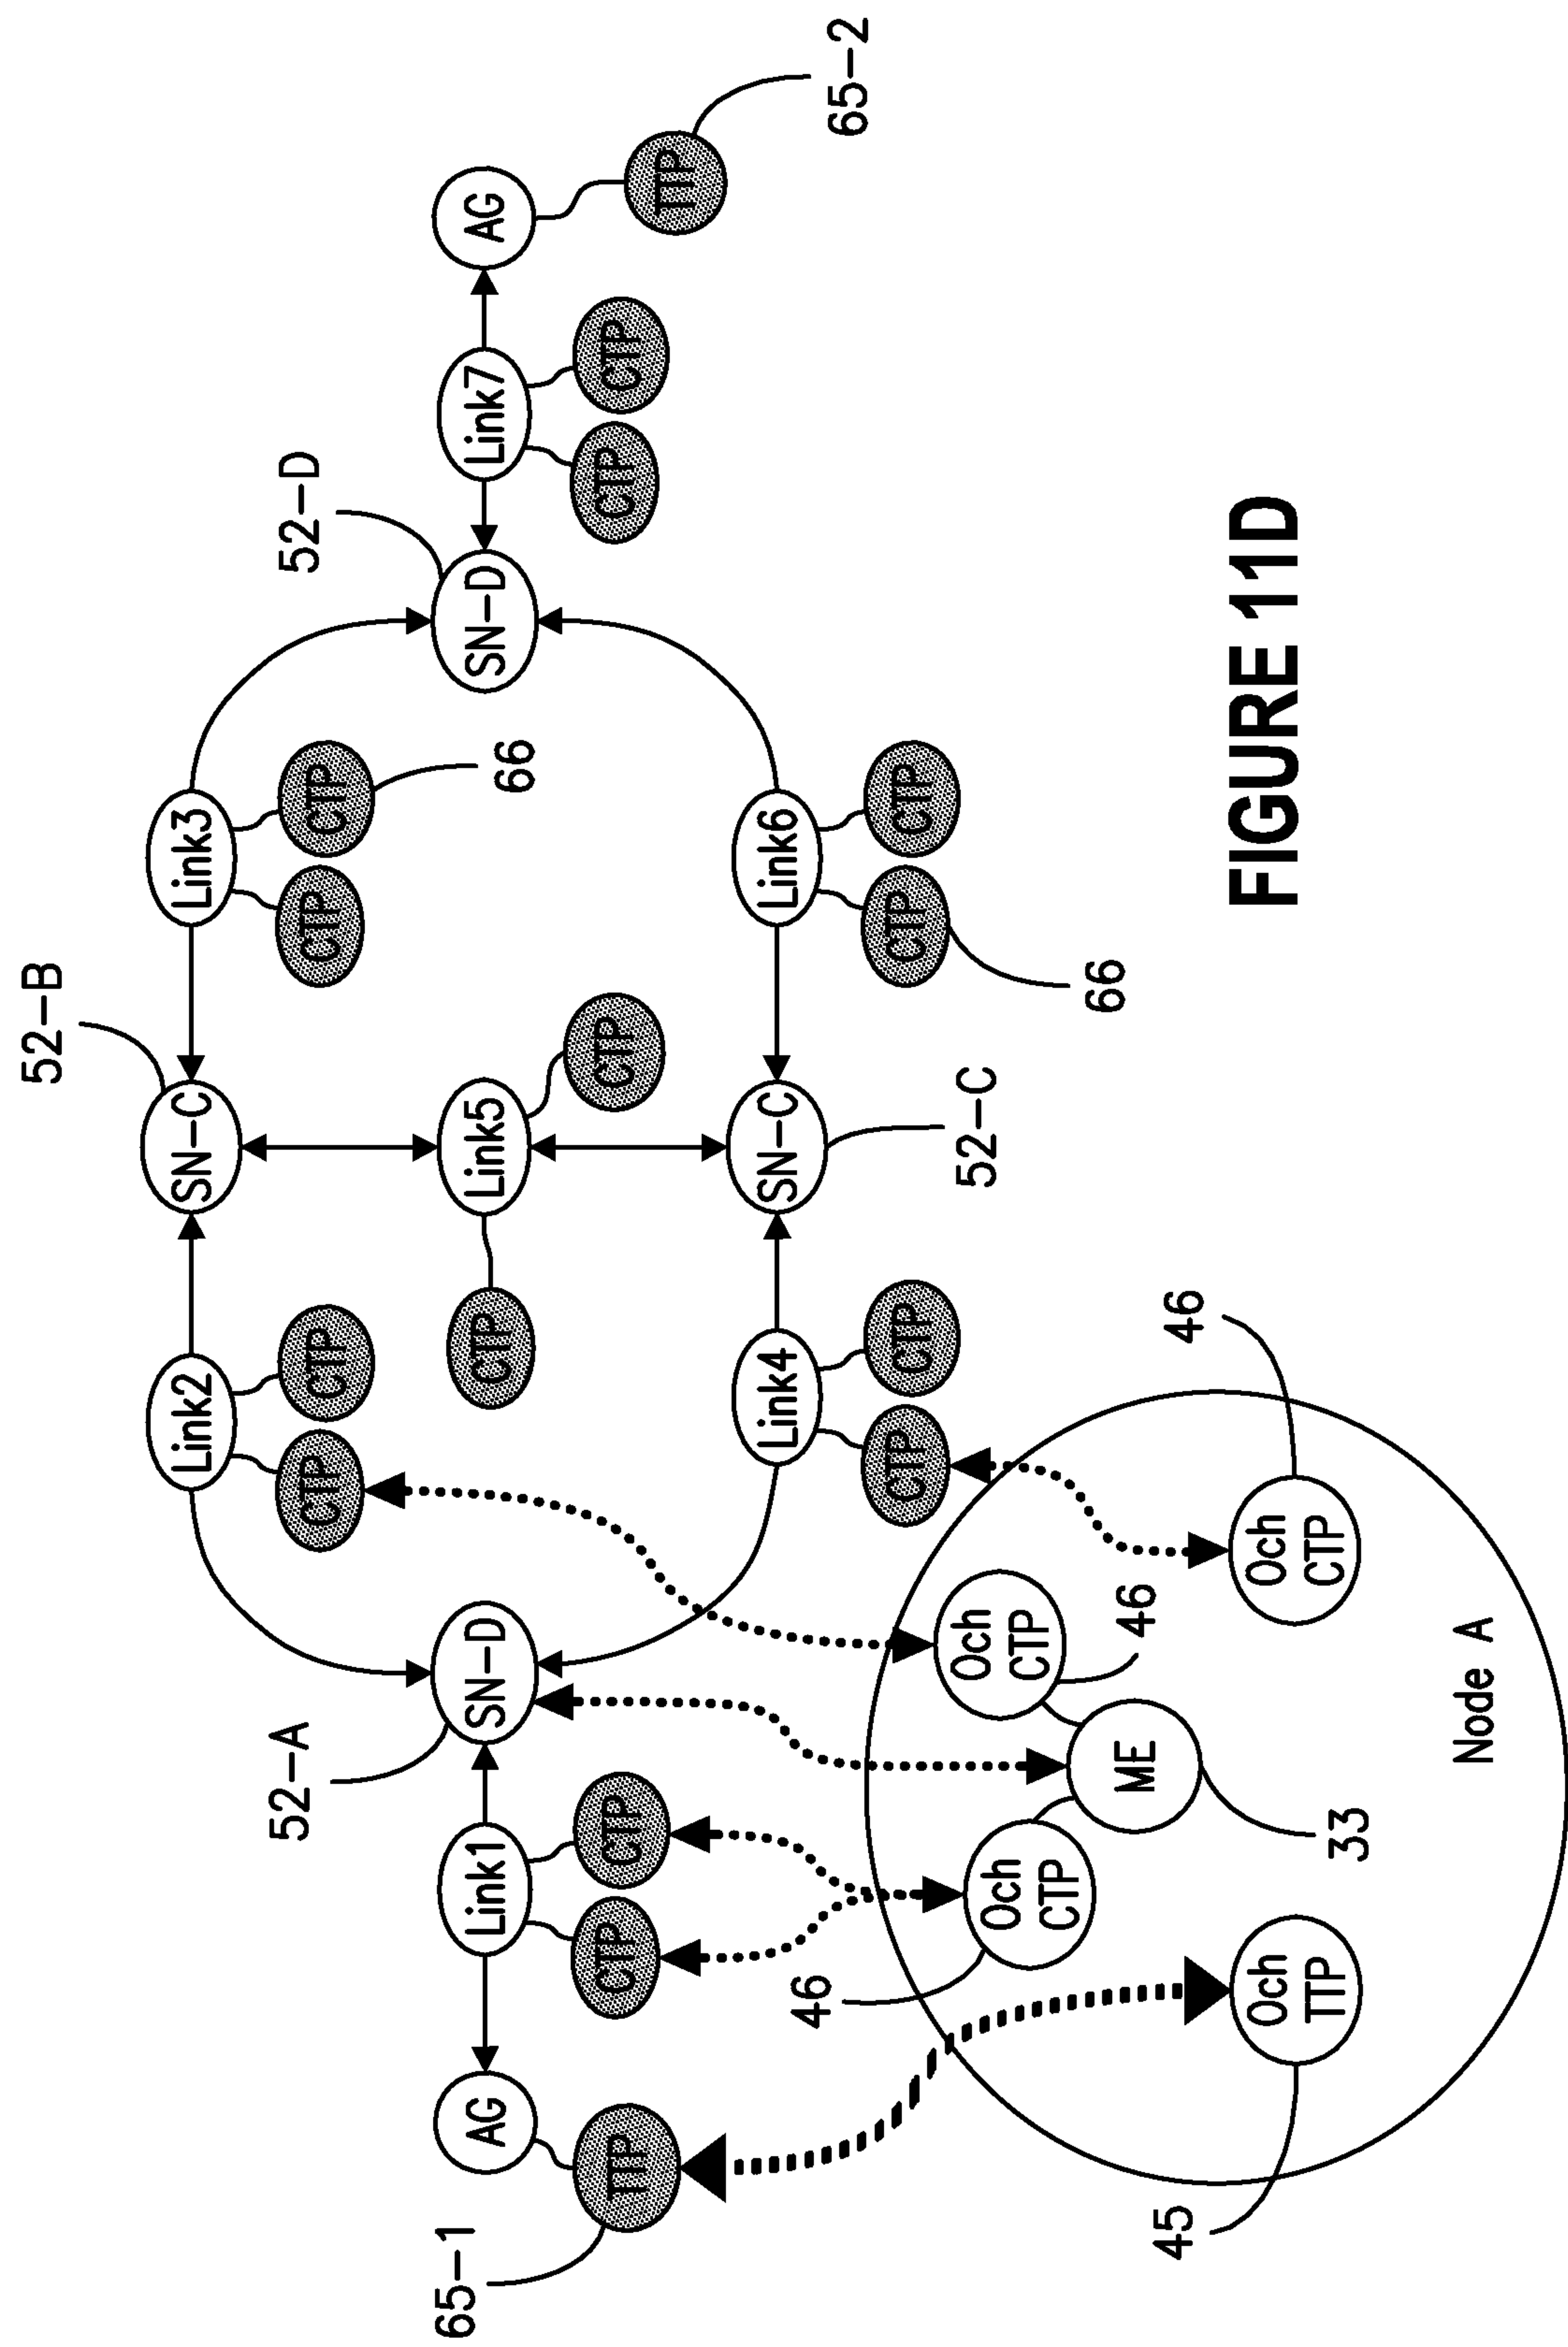 52-B
SN-C
Link2
Link3
CTP
CTP
CTP
CTP
66
52-A
52-D
65-1
AG
Link1
SN-D
CTP
Link5
SN-D
Link7
AG
TTP
CTP
CTP
CTP
CTP
CTP
TTP
65-2
Link4
SN-C
Link6
CTP
CTP
CTP
CTP
46
52-C
66
Och
CTP
Och
CTP
46
ME
45
33
46
Och
TTP
Och
CTP
Node A
FIGURE 11D